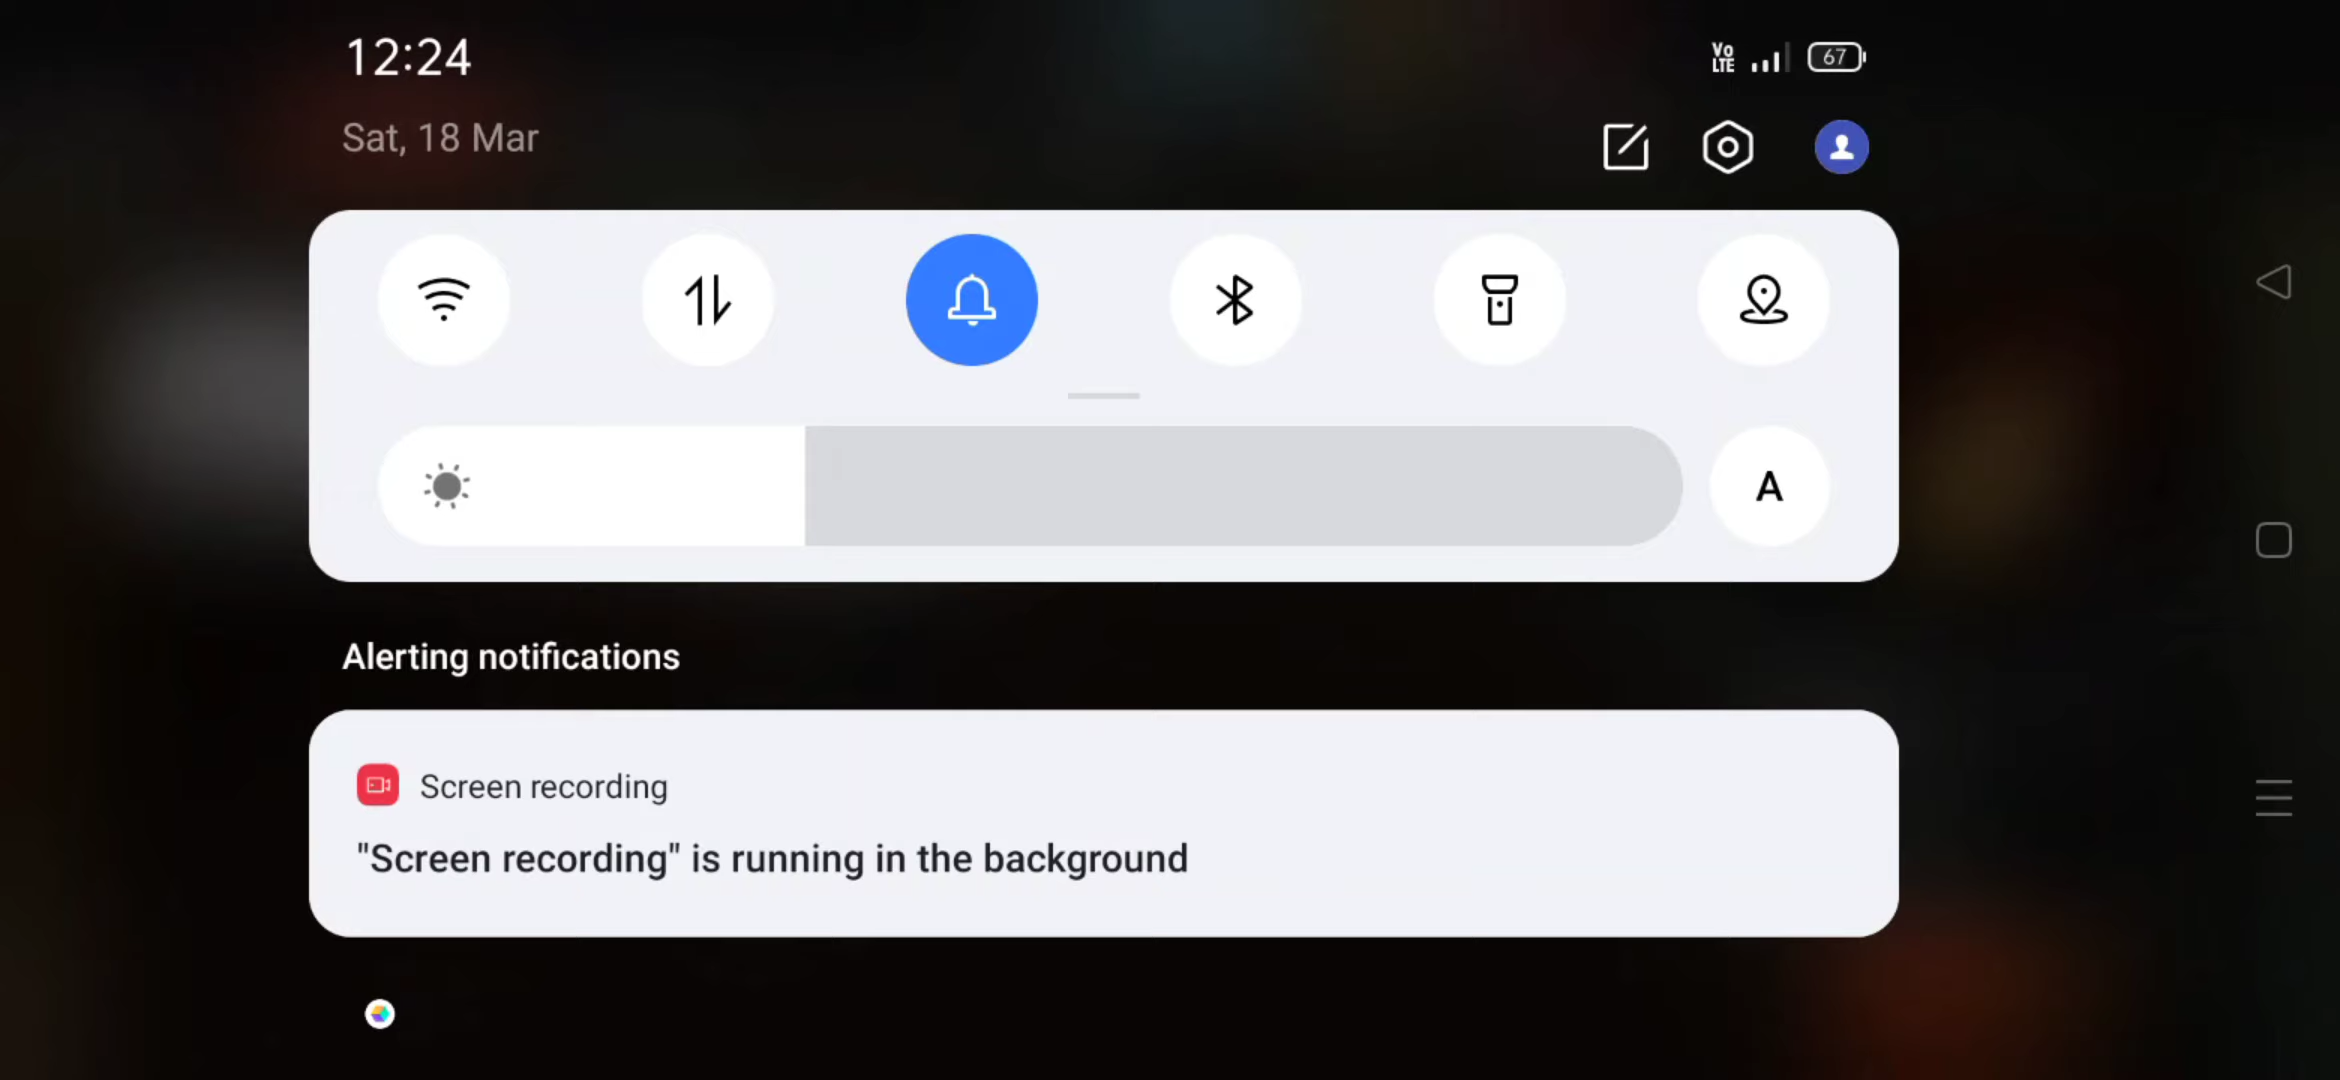 12:24
Vo
LTE
67
Sat, 18 Mar
A
Alerting notifications
Screen recording
"Screen recording" is running in the background